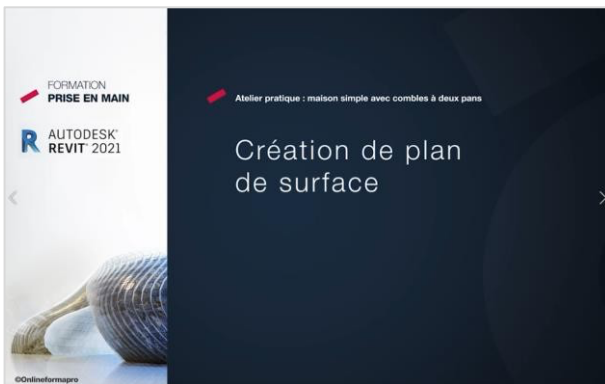 FORMATION
PRISE EN MAIN
AUTODESK®
REVIT® 2021
Atelier pratique : maison simple avec combles à deux pans
Création de plan
de surface
©Onlineformapro